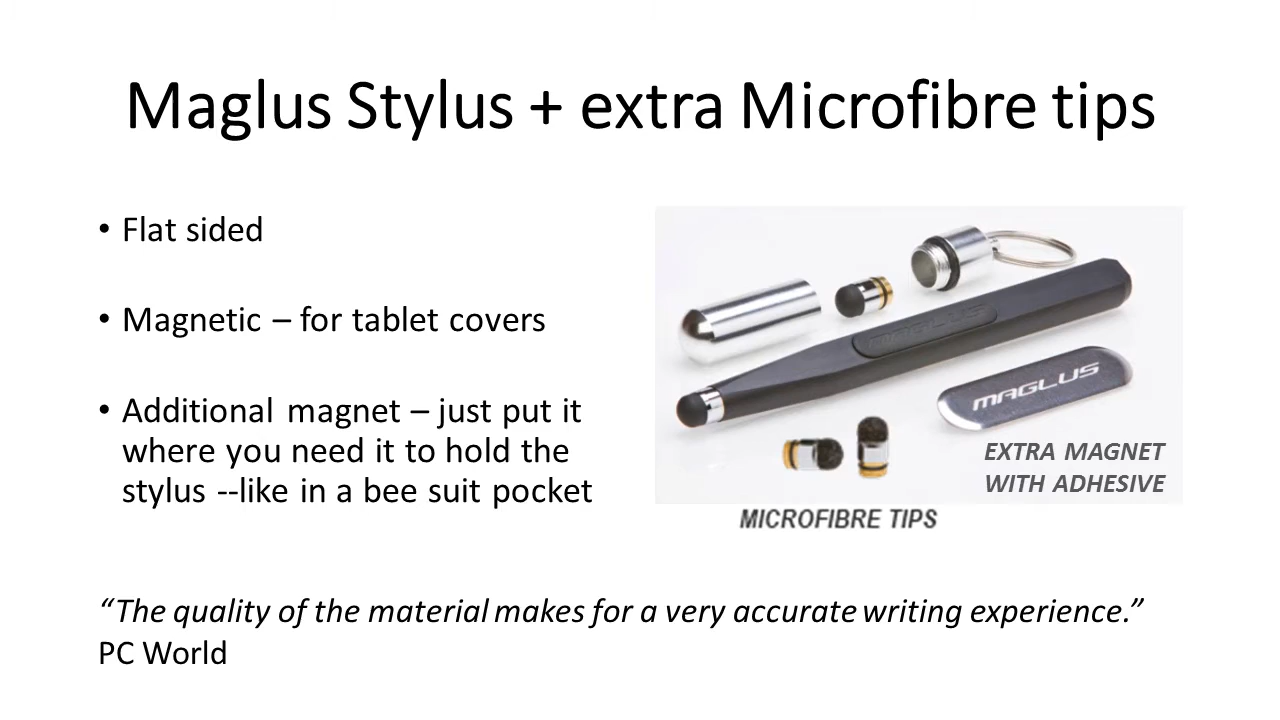 Maglus Stylus + extra Microfibre tips
• Flat sided
• Magnetic – for tablet covers
• Additional magnet – just put it
where you need it to hold the
stylus --like in a bee suit pocket
MAGLUS
MAGLUS
EXTRA MAGNET
WITH ADHESIVE
MICROFIBRE TIPS
“The quality of the material makes for a very accurate writing experience.”
PC World